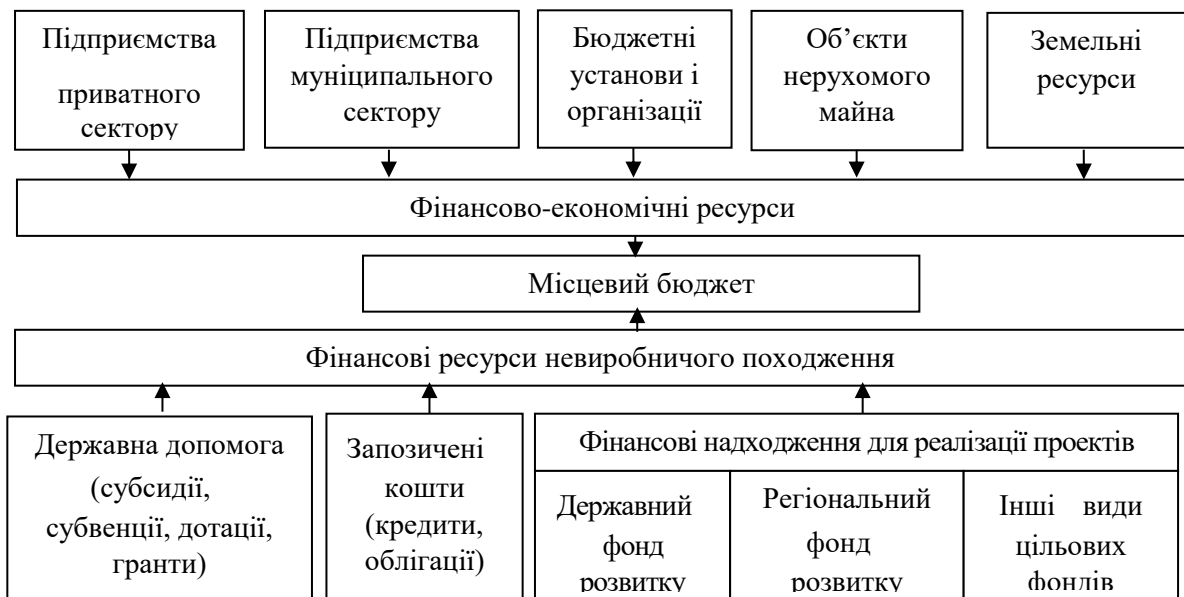 Підприємства
приватного
сектору
Підприємства
муніципального
сектору
Бюджетні
установи і
організації
Об’єкти
нерухомого
майна
Земельні
ресурси
Фінансово-економічні ресурси
Місцевий бюджет
Фінансові ресурси невиробничого походження
Державна допомога
(субсидії,
субвенції, дотації,
гранти)
Запозичені
кошти
(кредити,
облігації)
Фінансові надходження для реалізації проектів
Державний
фонд
розвитку
Регіональний
фонд
розвитку
Інші види
цільових
фондів